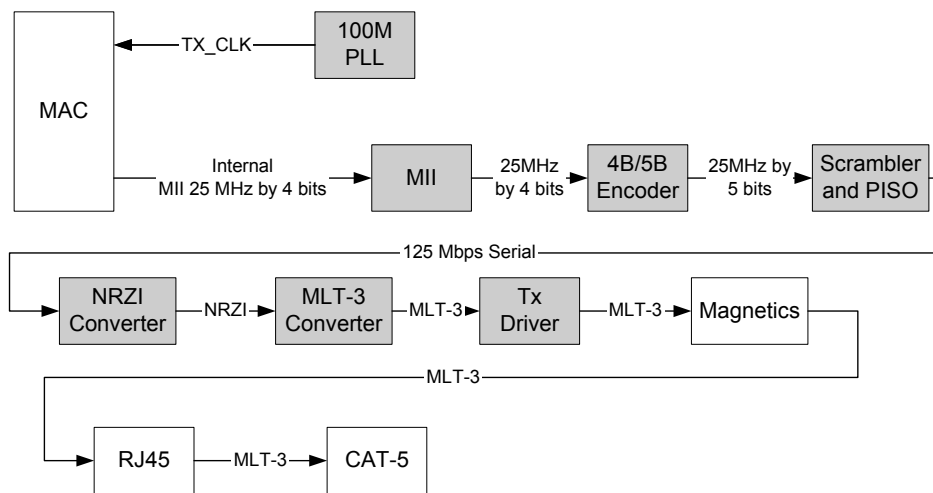 100M
PLL
TX_CLK
MAC
Internal
MII 25 MHz by 4 bits
MII
25MHz
by 4 bits
4B/5B
Encoder
25MHz by
5 bits
Scrambler
and PISO
125 Mbps Serial
NRZI
Converter
NRZI
MLT-3
Converter
MLT-3
Tx
Driver
MLT-3
Magnetics
MLT-3
RJ45
MLT-3
CAT-5